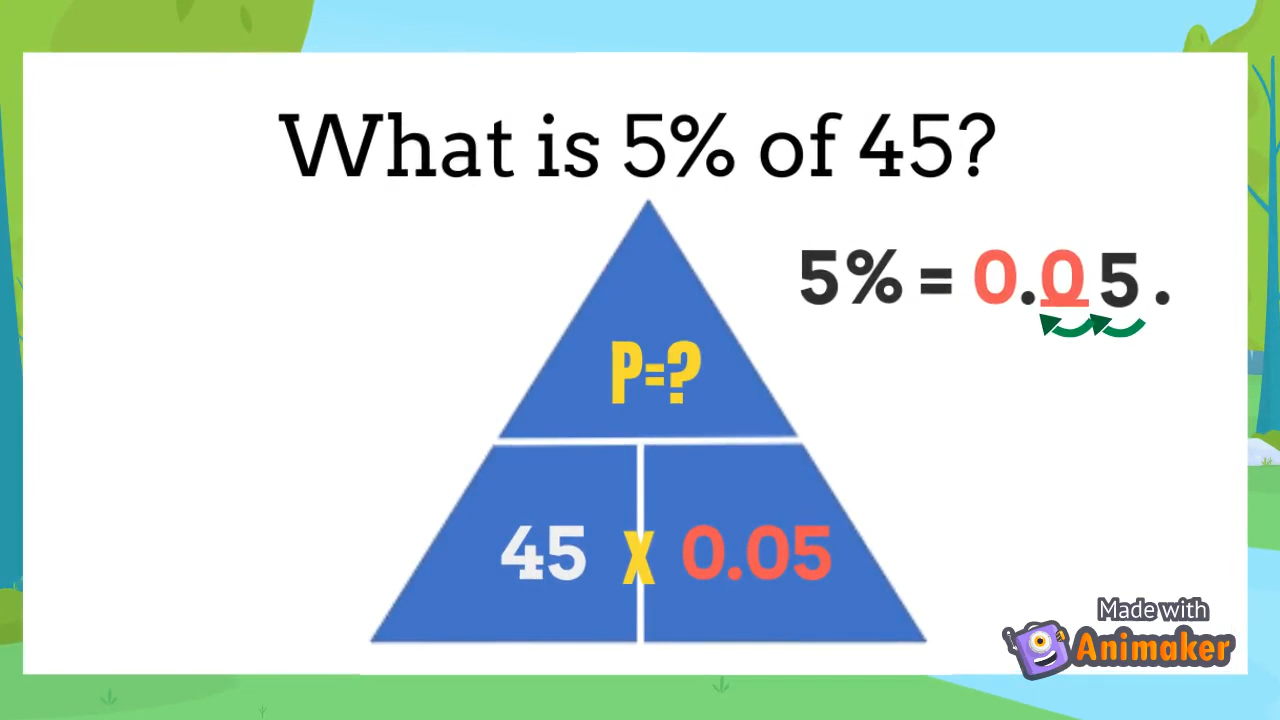 What is 5% of 45?
5% = 0.05.
P=?
45 x 0.05
Made with
Animaker